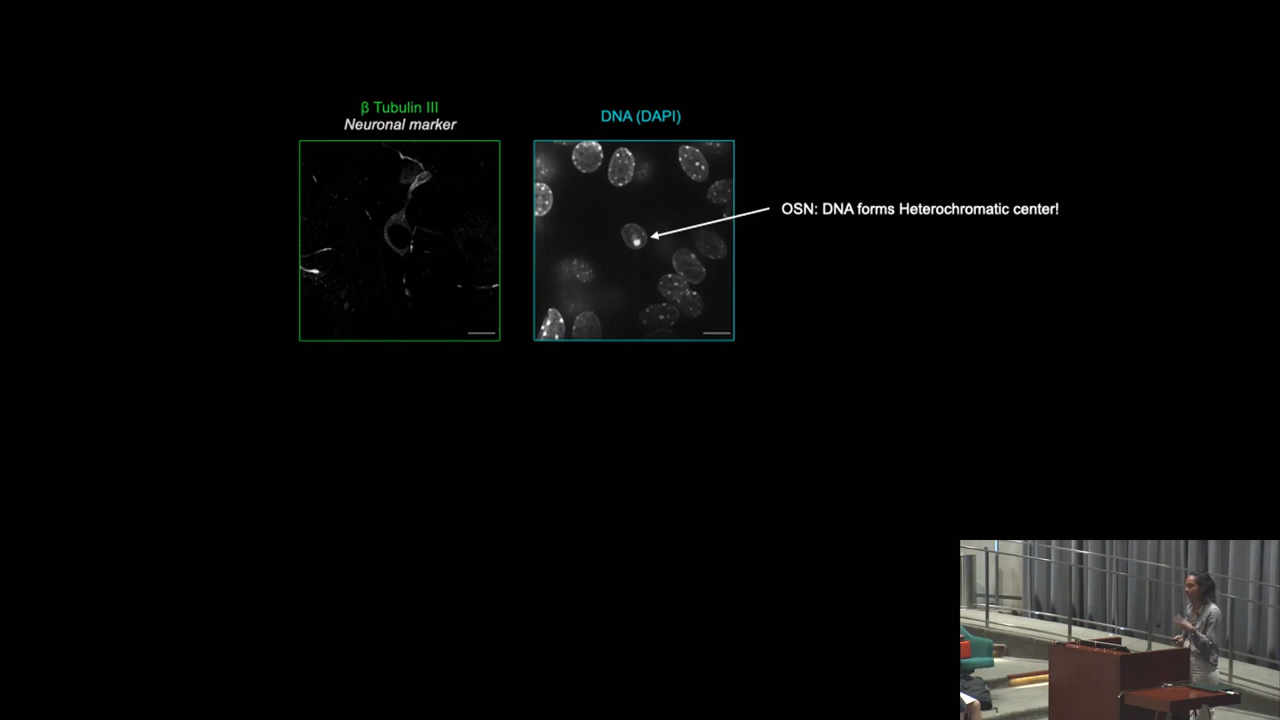 β Tubulin III
Neuronal marker
DNA (DAPI)
OSN: DNA forms Heterochromatic center!